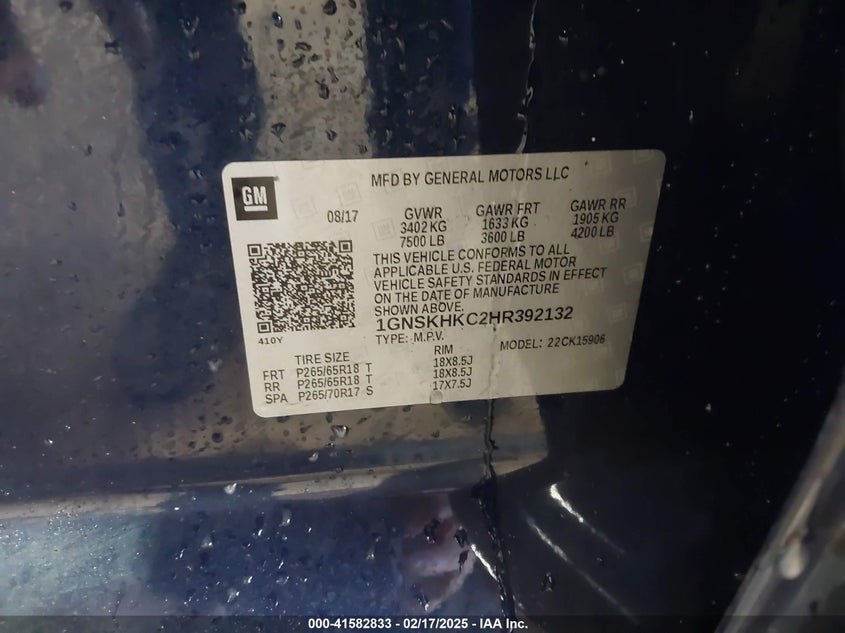 GM
MFD BY GENERAL MOTORS LLC
08/17
GVWR GAWR FRT GAWR RR
3402 KG 1633 KG 1905 KG
7500 LB 3600 LB 4200 LB
THIS VEHICLE CONFORMS TO ALL
APPLICABLE U.S. FEDERAL MOTOR
VEHICLE SAFETY STANDARDS IN EFFECT
ON THE DATE OF MANUFACTURE
SHOWN ABOVE.
1GNSKHKC2HR392132
410Y
TYPE: M.P.V. MODEL: 22CK15906
TIRE SIZE RIM
FRT P265/65R18 T 18X8.5J
RR P265/65R18 T 18X8.5J
SPA P265/70R17 S 17X7.5J
000-41582833 - 02/17/2025 - IAA Inc.